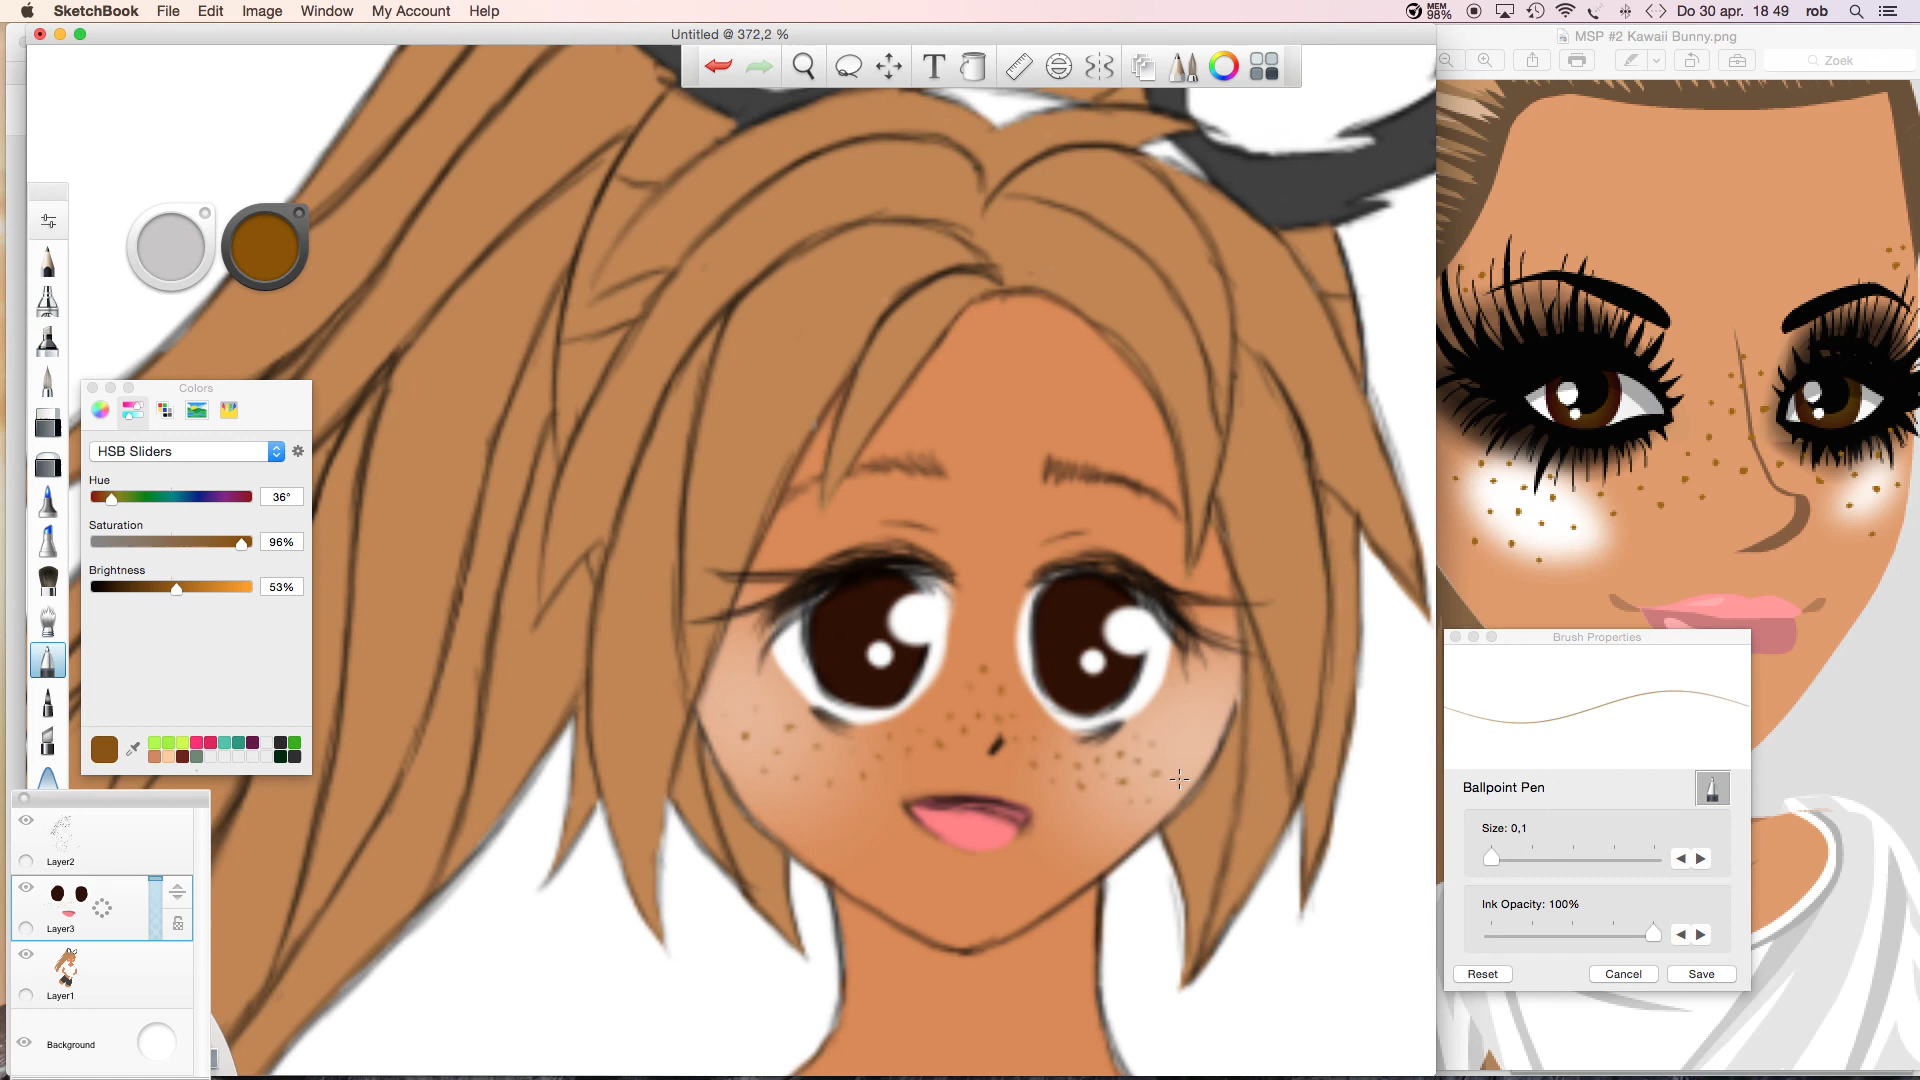 SketchBook File Edit Image Window My Account Help
MEM 98% Do 30 apr. 18 49 rob
Untitled @ 372,2 %
MSP #2 Kawaii Bunny.png
Zoek
T
Colors
HSB Sliders
Hue
36°
Saturation
96%
Brightness
53%
Layer2
Layer3
Layer1
Background
Brush Properties
Ballpoint Pen
Size: 0,1
Ink Opacity: 100%
Reset Cancel Save